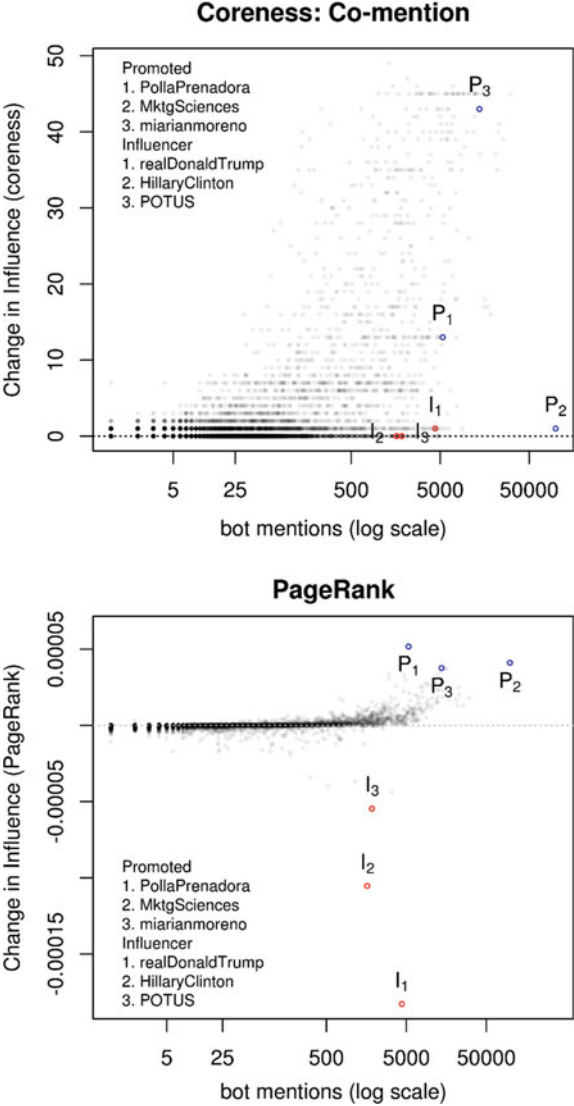 Coreness: Co-mention
Change in Influence (coreness)
50
40
30
20
10
0
Promoted
1. PollaPrenadora
2. MktgSciences
3. miarianmoreno
Influencer
1. realDonaldTrump
2. HillaryClinton
3. POTUS
P3
P1
I1
P2
I2
I3
5 25 500 5000 50000
bot mentions (log scale)
PageRank
Change in Influence (PageRank)
0.00005
-0.00005
-0.00015
P1
P3
P2
I3
I2
I1
Promoted
1. PollaPrenadora
2. MktgSciences
3. miarianmoreno
Influencer
1. realDonaldTrump
2. HillaryClinton
3. POTUS
5 25 500 5000 50000
bot mentions (log scale)